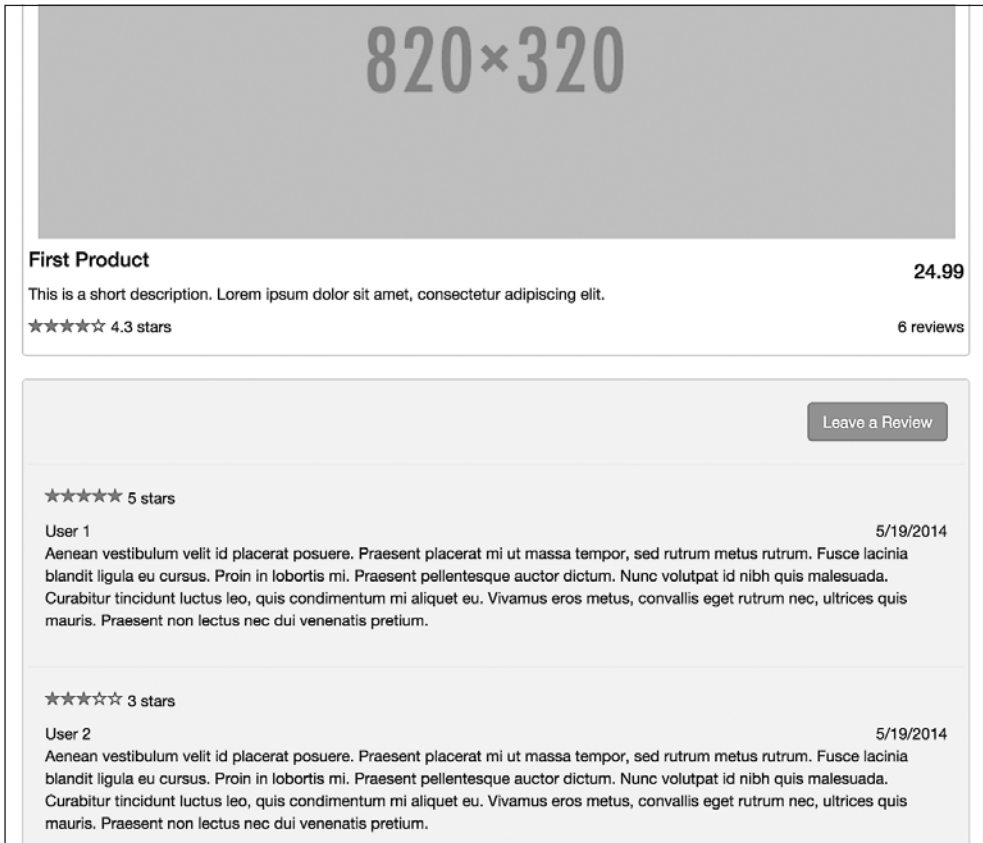 820×320
First Product
24.99
This is a short description. Lorem ipsum dolor sit amet, consectetur adipiscing elit.
★★★★☆ 4.3 stars
6 reviews
Leave a Review
★★★★★ 5 stars
User 1
5/19/2014
Aenean vestibulum velit id placerat posuere. Praesent placerat mi ut massa tempor, sed rutrum metus rutrum. Fusce lacinia
blandit ligula eu cursus. Proin in lobortis mi. Praesent pellentesque auctor dictum. Nunc volutpat id nibh quis malesuada.
Curabitur tincidunt luctus leo, quis condimentum mi aliquet eu. Vivamus eros metus, convallis eget rutrum nec, ultrices quis
mauris. Praesent non lectus nec dui venenatis pretium.
★★★☆☆ 3 stars
User 2
5/19/2014
Aenean vestibulum velit id placerat posuere. Praesent placerat mi ut massa tempor, sed rutrum metus rutrum. Fusce lacinia
blandit ligula eu cursus. Proin in lobortis mi. Praesent pellentesque auctor dictum. Nunc volutpat id nibh quis malesuada.
Curabitur tincidunt luctus leo, quis condimentum mi aliquet eu. Vivamus eros metus, convallis eget rutrum nec, ultrices quis
mauris. Praesent non lectus nec dui venenatis pretium.